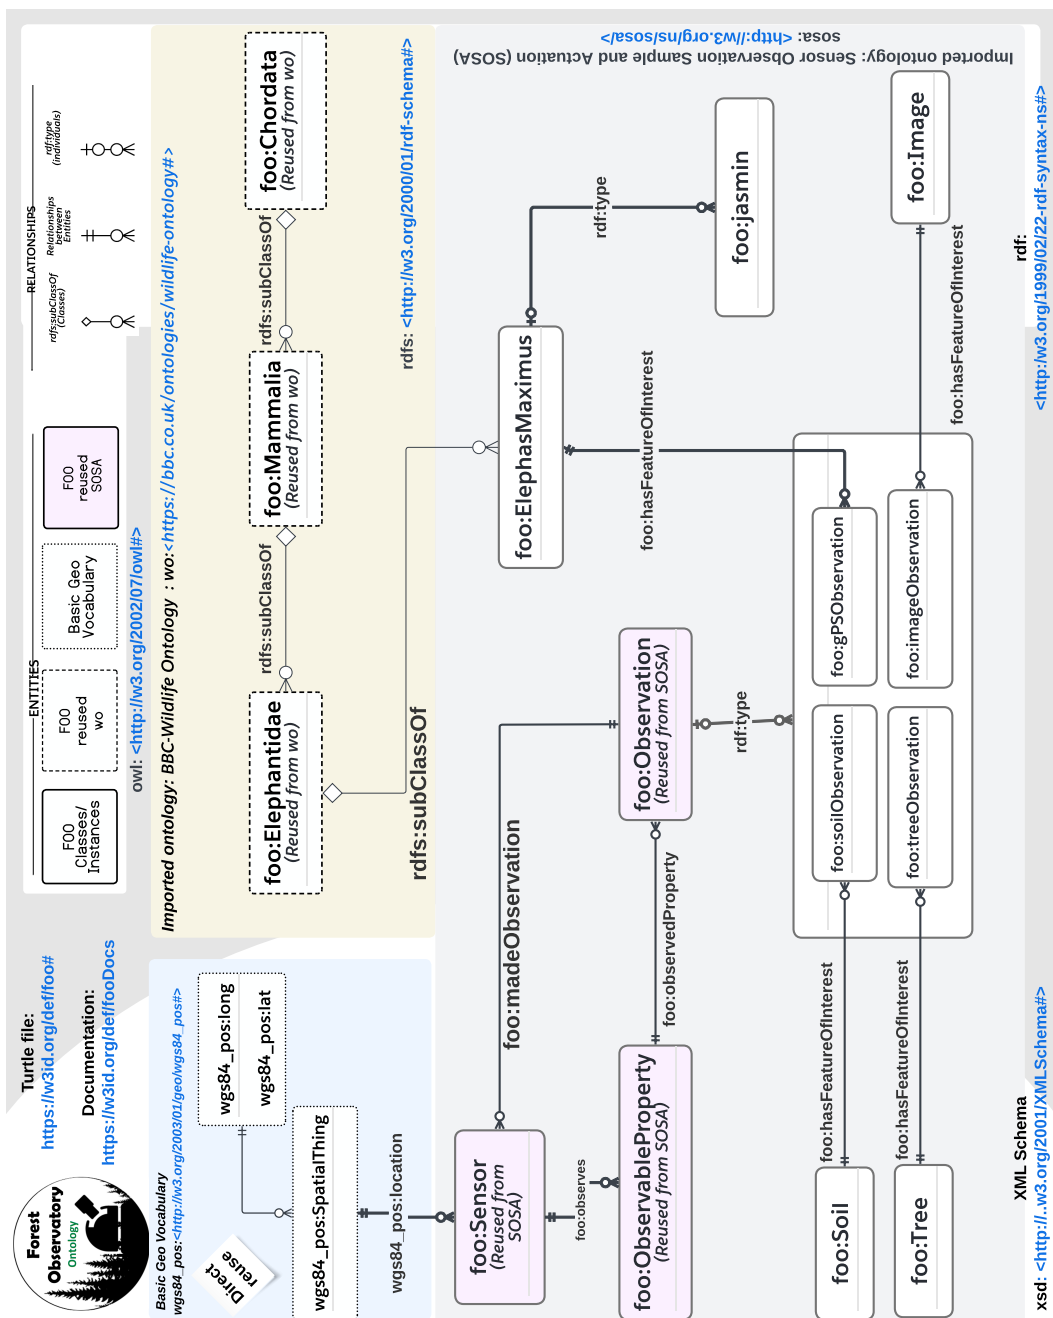 Forest
Observatory
Ontology
Turtle file:
https://w3id.org/def/foo#
Documentation:
https://w3id.org/def/fooDocs
ENTITIES
FOO
Classes/
Instances
FOO
reused
wo
Basic Geo
Vocabulary
FOO
reused
SOSA
RELATIONSHIPS
rdfs:subClassOf
(Classes)
Relationships
between
Entities
rdf:type
(individuals)
owl: <http://w3.org/2002/07/owl#>
Basic Geo Vocabulary
wgs84_pos:<http://w3.org/2003/01/geo/wgs84_pos#>
wgs84_pos:long
wgs84_pos:lat
Direct
reuse
wgs84_pos:SpatialThing
wgs84_pos:location
Imported ontology: BBC-Wildlife Ontology : wo:<https://bbc.co.uk/ontologies/wildlife-ontology#>
foo:Elephantidae
(Reused from wo)
rdfs:subClassOf
foo:Mammalia
(Reused from wo)
rdfs:subClassOf
foo:Chordata
(Reused from wo)
rdfs:subClassOf
rdfs: <http://w3.org/2000/01/rdf-schema#>
Imported ontology: Sensor Observation Sample and Actuation (SOSA)
sosa: <http://w3.org/ns/sosa/>
foo:Sensor
(Reused from
SOSA)
foo:madeObservation
foo:observes
foo:ObservableProperty
(Reused from SOSA)
foo:observedProperty
foo:Observation
(Reused from SOSA)
rdf:type
foo:ElephasMaximus
rdf:type
foo:jasmin
foo:hasFeatureOfInterest
foo:soilObservation
foo:gPSObservation
foo:treeObservation
foo:imageObservation
foo:Soil
foo:hasFeatureOfInterest
foo:Tree
foo:hasFeatureOfInterest
foo:Image
foo:hasFeatureOfInterest
XML Schema
xsd: <http://..w3.org/2001/XMLSchema#>
rdf:
<http:/w3.org/1999/02/22-rdf-syntax-ns#>